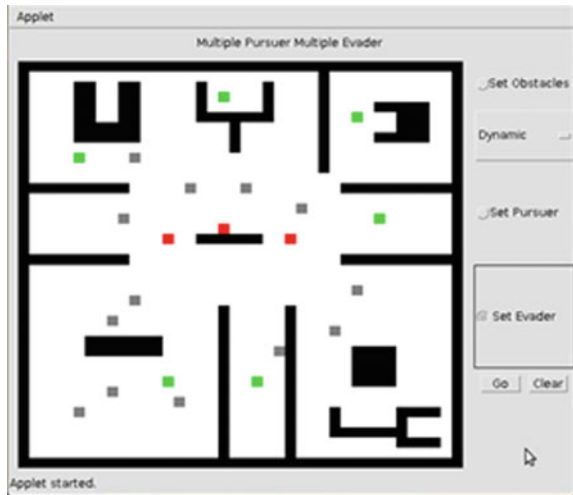 Applet
Multiple Pursuer Multiple Evader
Set Obstacles
Dynamic
Set Pursuer
Set Evader
Go Clear
Applet started.